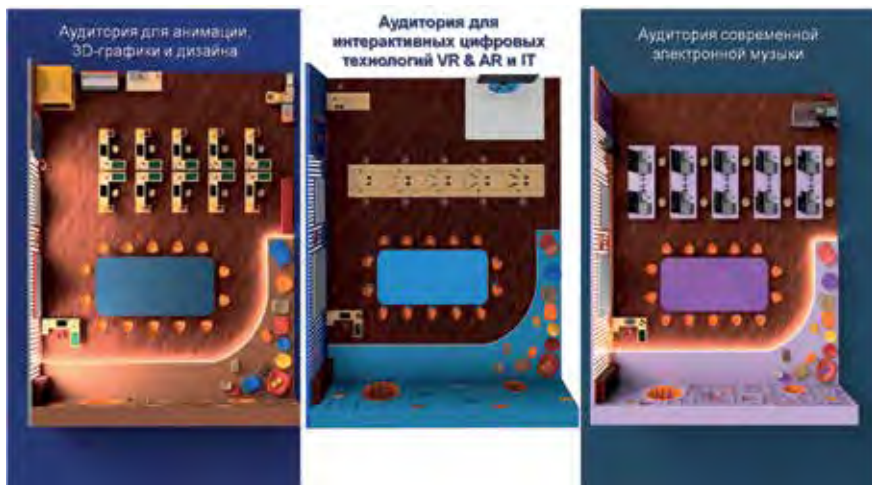 Аудитория для анимации,
3D-графики и дизайна
Аудитория для
интерактивных цифровых
технологий VR & AR и IT
Аудитория современной
электронной музыки